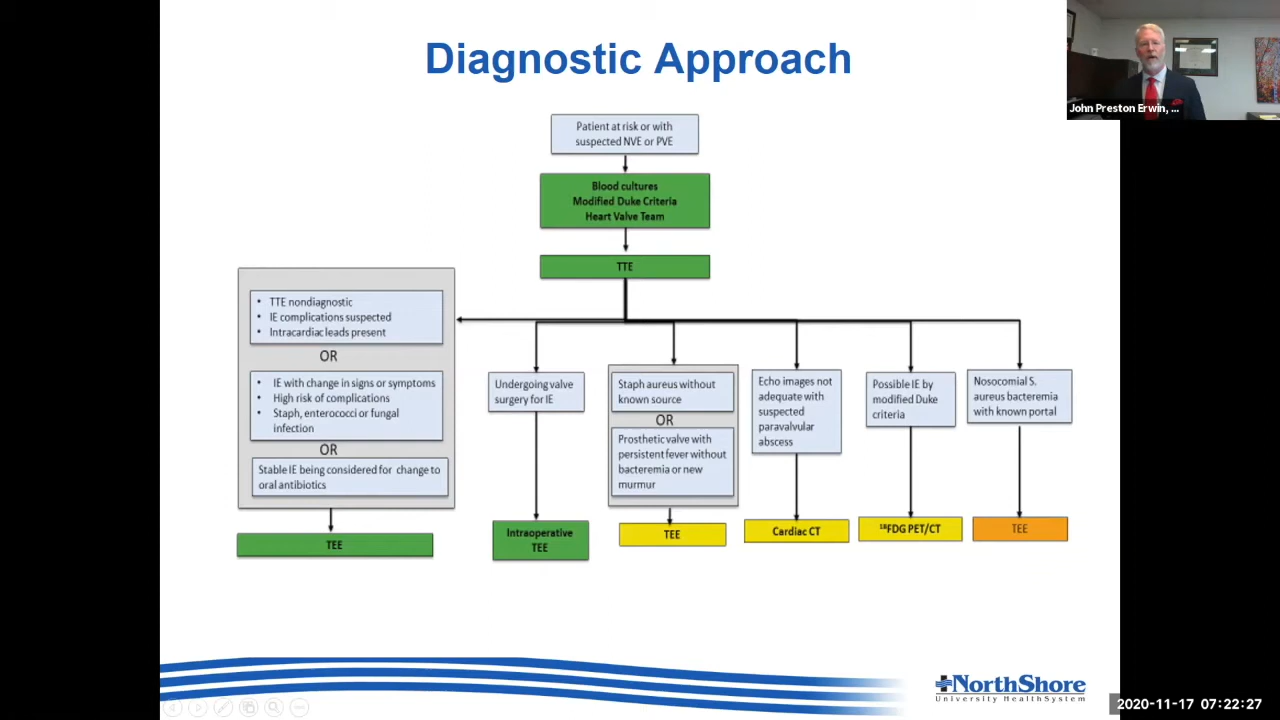 Diagnostic Approach
John Preston Erwin, ...
Patient at risk or with
suspected NVE or PVE
Blood cultures
Modified Duke Criteria
Heart Valve Team
TTE
• TTE nondiagnostic
• IE complications suspected
• Intracardiac leads present
OR
• IE with change in signs or symptoms
• High risk of complications
• Staph, enterococci or fungal
infection
OR
Stable IE being considered for change to
oral antibiotics
TEE
Undergoing valve
surgery for IE
Intraoperative
TEE
Staph aureus without
known source
OR
Prosthetic valve with
persistent fever without
bacteremia or new
murmur
TEE
Echo images not
adequate with
suspected
paravalvular
abscess
Cardiac CT
Possible IE by
modified Duke
criteria
¹⁸FDG PET/CT
Nosocomial S.
aureus bacteremia
with known portal
TEE
NorthShore
University HealthSystem
2020-11-17 07:22:27